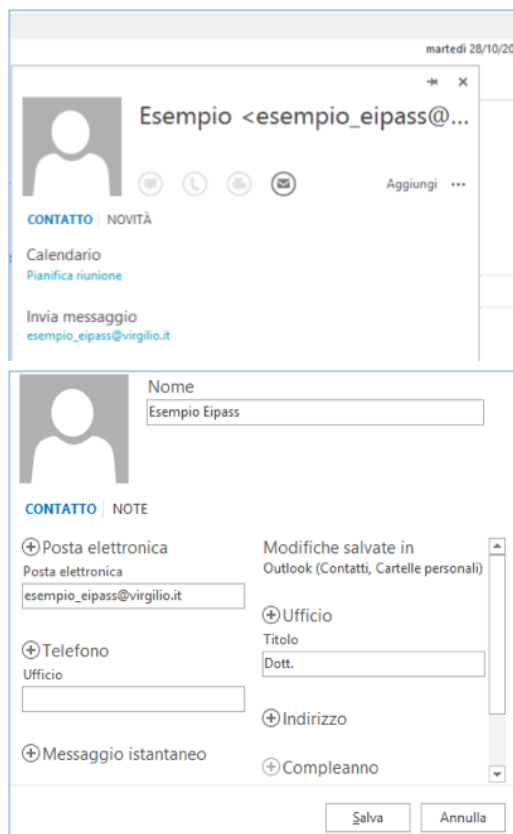 martedì 28/10/20
Esempio <esempio_eipass@...
Aggiungi ...
CONTATTO NOVITÀ
Calendario
Pianifica riunione
Invia messaggio
esempio_eipass@virgilio.it
Nome
Esempio Eipass
CONTATTO NOTE
Posta elettronica
Posta elettronica
esempio_eipass@virgilio.it
Telefono
Ufficio
Messaggio istantaneo
Modifiche salvate in
Outlook (Contatti, Cartelle personali)
Ufficio
Titolo
Dott.
Indirizzo
Compleanno
Salva Annulla